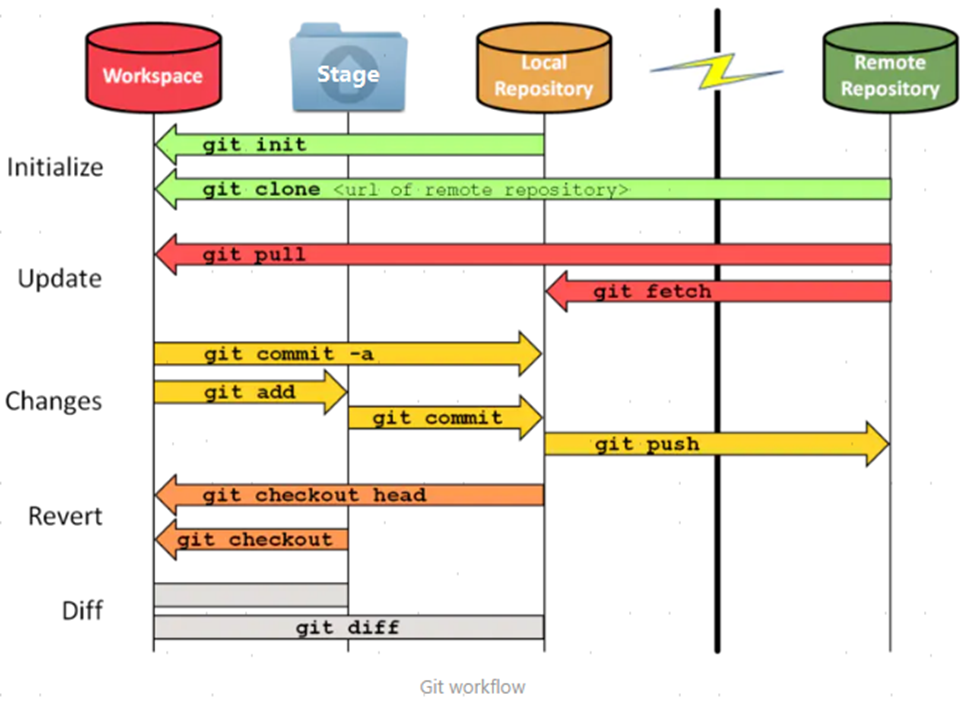 Workspace
Stage
Local
Repository
Remote
Repository
Initialize
git init
git clone <url of remote repository>
Update
git pull
git fetch
Changes
git commit -a
git add
git commit
git push
Revert
git checkout head
git checkout
Diff
git diff
Git workflow